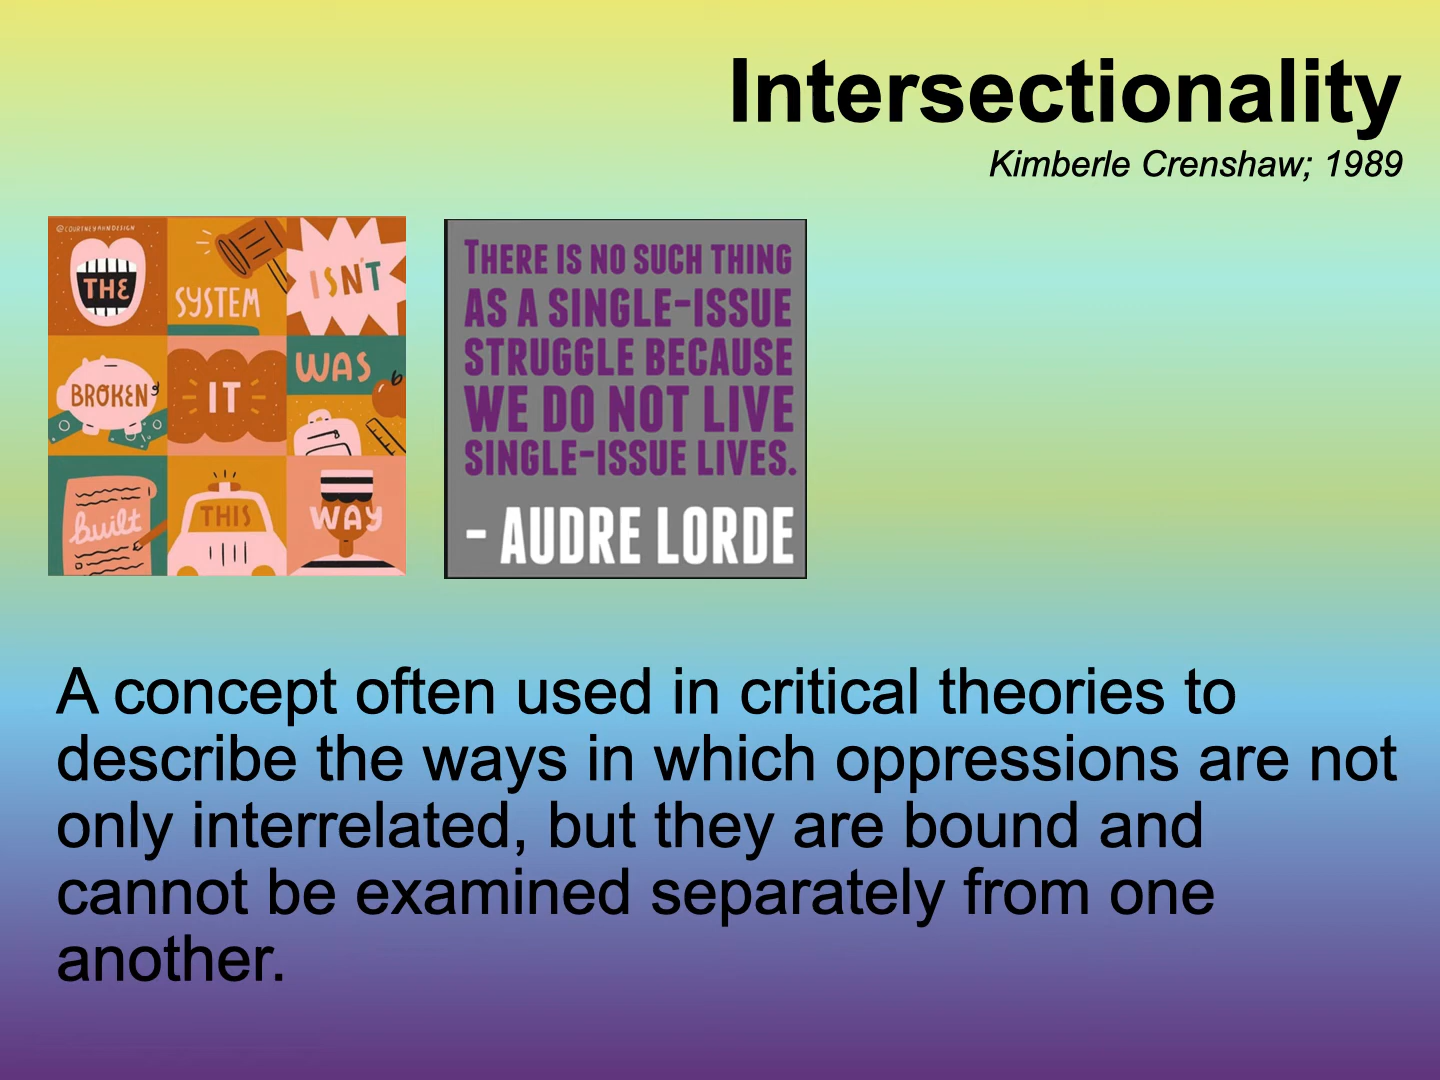 Intersectionality
Kimberle Crenshaw; 1989
@COURTNEYAHNDESIGN
THE
SYSTEM
ISN'T
BROKEN
IT
WAS
built
THIS
WAY
THERE IS NO SUCH THING
AS A SINGLE-ISSUE
STRUGGLE BECAUSE
WE DO NOT LIVE
SINGLE-ISSUE LIVES.
- AUDRE LORDE
A concept often used in critical theories to
describe the ways in which oppressions are not
only interrelated, but they are bound and
cannot be examined separately from one
another.